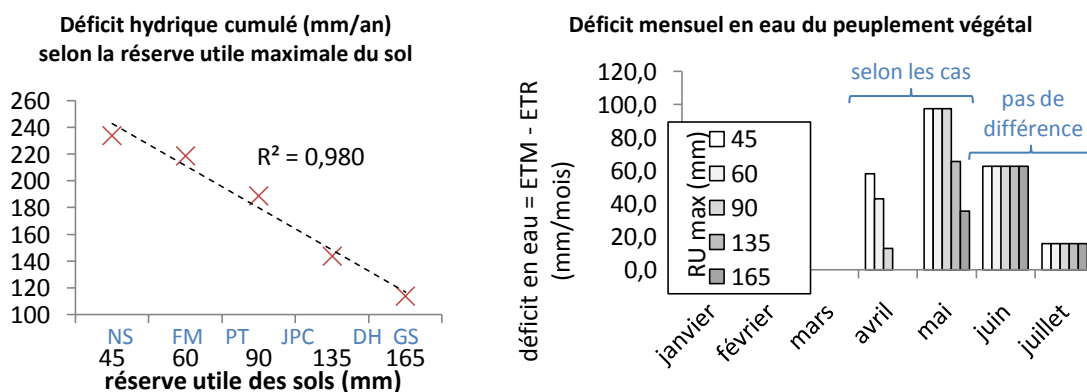 Déficit hydrique cumulé (mm/an)
selon la réserve utile maximale du sol
260
240
220
200
180
160
140
120
100
R² = 0,980
NS FM PT JPC DH GS
45 60 90 135 165
réserve utile des sols (mm)
Déficit mensuel en eau du peuplement végétal
déficit en eau = ETM - ETR
(mm/mois)
120,0
100,0
80,0
60,0
40,0
20,0
0,0
selon les cas
pas de
différence
RU max (mm)
45
60
90
135
165
janvier
février
mars
avril
mai
juin
juillet